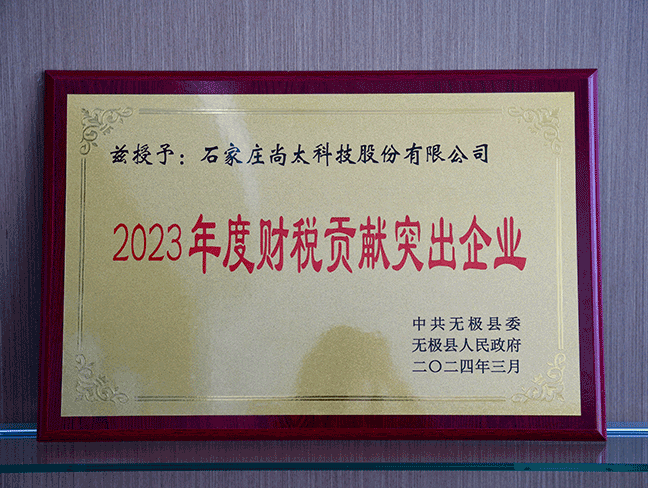 兹授予：石家庄尚太科技股份有限公司
2023年度财税贡献突出企业
中共无极县委
无极县人民政府
二〇二四年三月